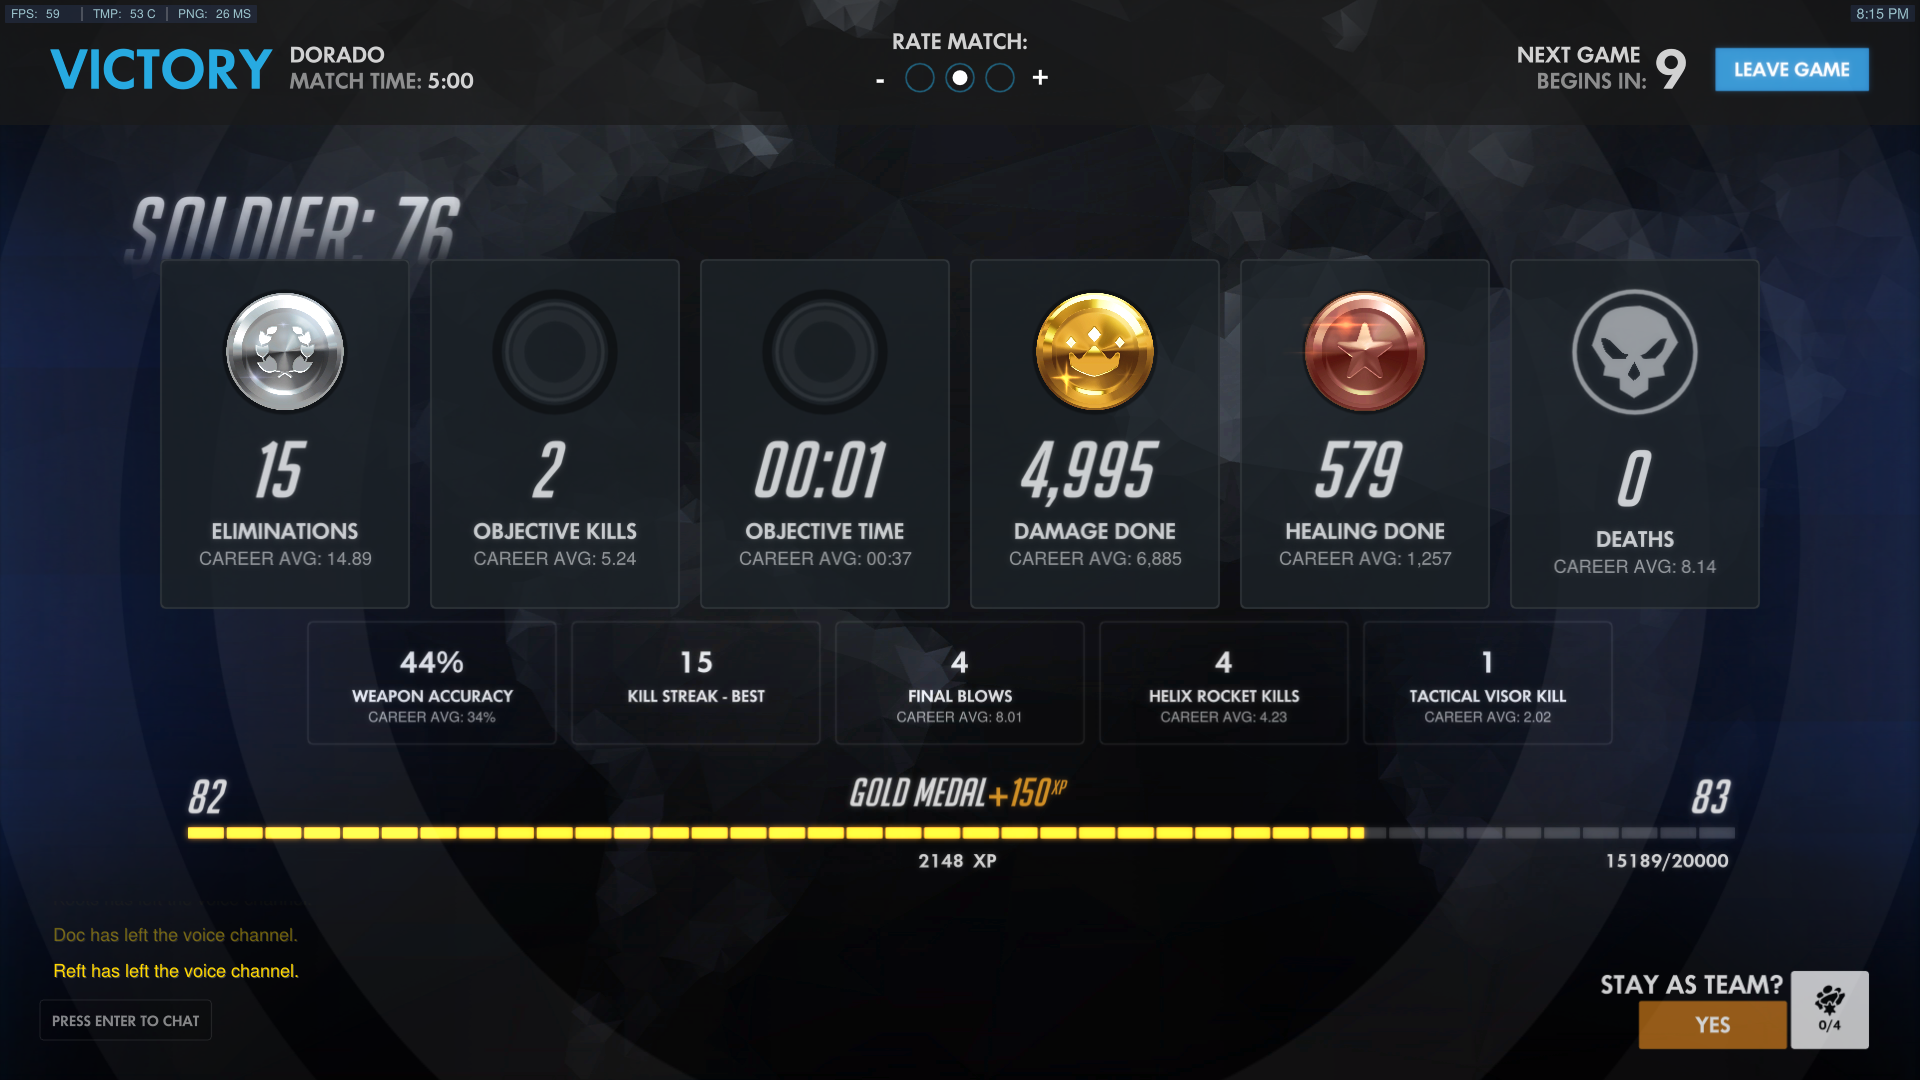 FPS: 59 | TMP: 53 C | PNG: 26 MS
8:15 PM
VICTORY
DORADO
MATCH TIME: 5:00
RATE MATCH:
- +
NEXT GAME
BEGINS IN: 9
LEAVE GAME
SOLDIER: 76
15
ELIMINATIONS
CAREER AVG: 14.89
2
OBJECTIVE KILLS
CAREER AVG: 5.24
00:01
OBJECTIVE TIME
CAREER AVG: 00:37
4,995
DAMAGE DONE
CAREER AVG: 6,885
579
HEALING DONE
CAREER AVG: 1,257
0
DEATHS
CAREER AVG: 8.14
44%
WEAPON ACCURACY
CAREER AVG: 34%
15
KILL STREAK - BEST
4
FINAL BLOWS
CAREER AVG: 8.01
4
HELIX ROCKET KILLS
CAREER AVG: 4.23
1
TACTICAL VISOR KILL
CAREER AVG: 2.02
82
GOLD MEDAL +150 XP
83
2148 XP
15189/20000
Doc has left the voice channel.
Reft has left the voice channel.
PRESS ENTER TO CHAT
STAY AS TEAM?
YES
0/4